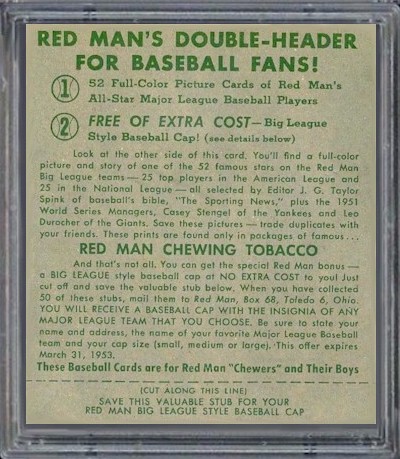 RED MAN'S DOUBLE-HEADER
FOR BASEBALL FANS!
1 52 Full-Color Picture Cards of Red Man's
All-Star Major League Baseball Players
2 FREE OF EXTRA COST—Big League
Style Baseball Cap! (see details below)
Look at the other side of this card. You'll find a full-color
picture and story of one of the 52 famous stars on the Red Man
Big League teams—25 top players in the American League and
25 in the National League—all selected by Editor J. G. Taylor
Spink of baseball's bible, "The Sporting News," plus the 1951
World Series Managers, Casey Stengel of the Yankees and Leo
Durocher of the Giants. Save these pictures — trade duplicates
with your friends. These prints are found only in packages of famous...
RED MAN CHEWING TOBACCO
And that's not all. You can get the special Red Man bonus —
a BIG LEAGUE style baseball cap at NO EXTRA COST to you! Just
cut off and save the valuable stub below. When you have collected
50 of these stubs, mail them to Red Man, Box 68, Toledo 6, Ohio.
YOU WILL RECEIVE A BASEBALL CAP WITH THE INSIGNIA OF ANY
MAJOR LEAGUE TEAM THAT YOU CHOOSE. Be sure to state your
name and address, the name of your favorite Major League Baseball
team and your cap size (small, medium or large). This offer expires
March 31, 1953.
These Baseball Cards are for Red Man "Chewers" and Their Boys
(CUT ALONG THIS LINE)
SAVE THIS VALUABLE STUB FOR YOUR
RED MAN BIG LEAGUE STYLE BASEBALL CAP